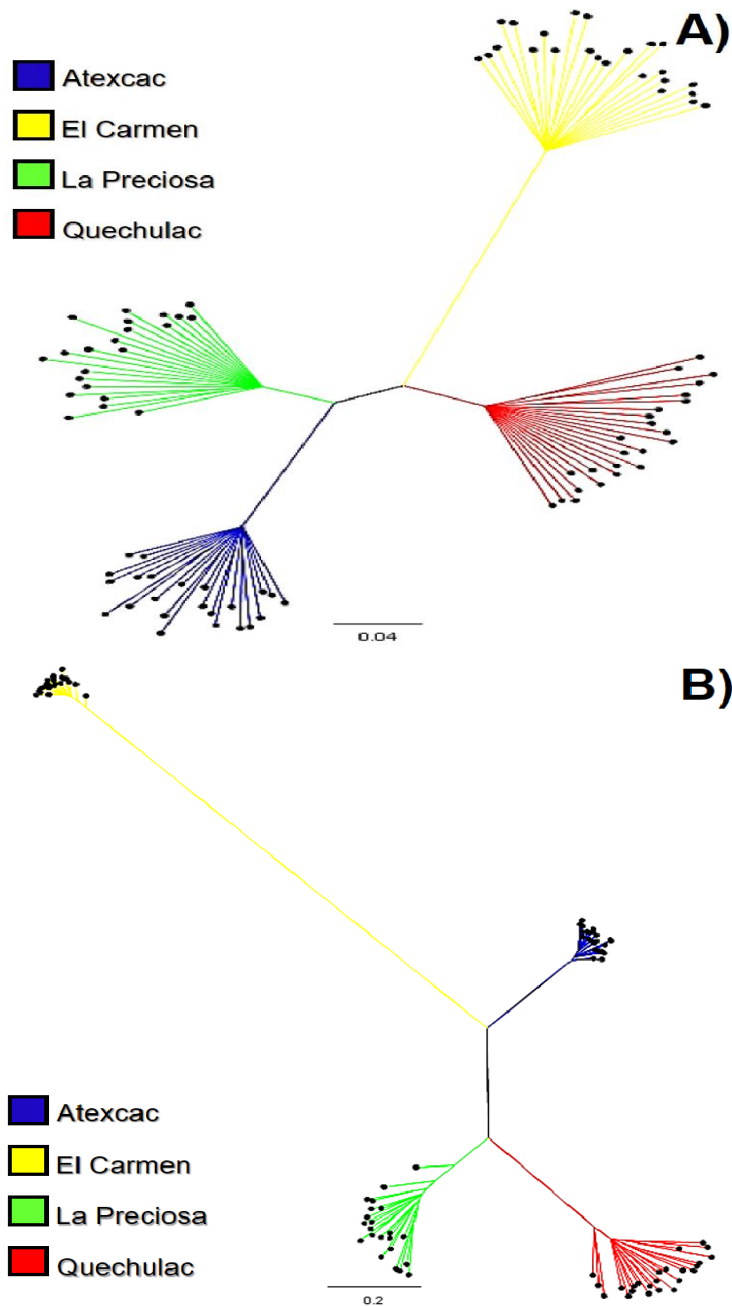 A)
Atexcac
El Carmen
La Preciosa
Quechulac
0.04
B)
Atexcac
El Carmen
La Preciosa
Quechulac
0.2